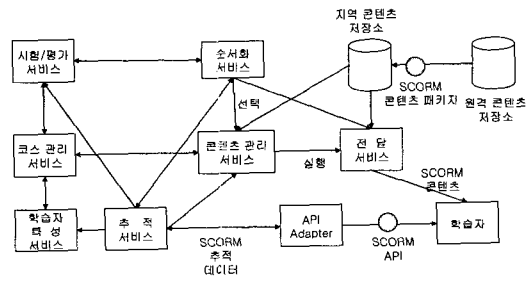 지역 콘텐츠
저장소
시험/평가
서비스
순서화
서비스
SCORM
콘텐츠 패키지
원격 콘텐츠
저장소
선택
코스 관리
서비스
콘텐츠 관리
서비스
실행
전 달
서비스
SCORM
콘텐츠
학습자
특 성
서비스
추 적
서비스
SCORM
추적
데이터
API
Adapter
SCORM
API
학습자